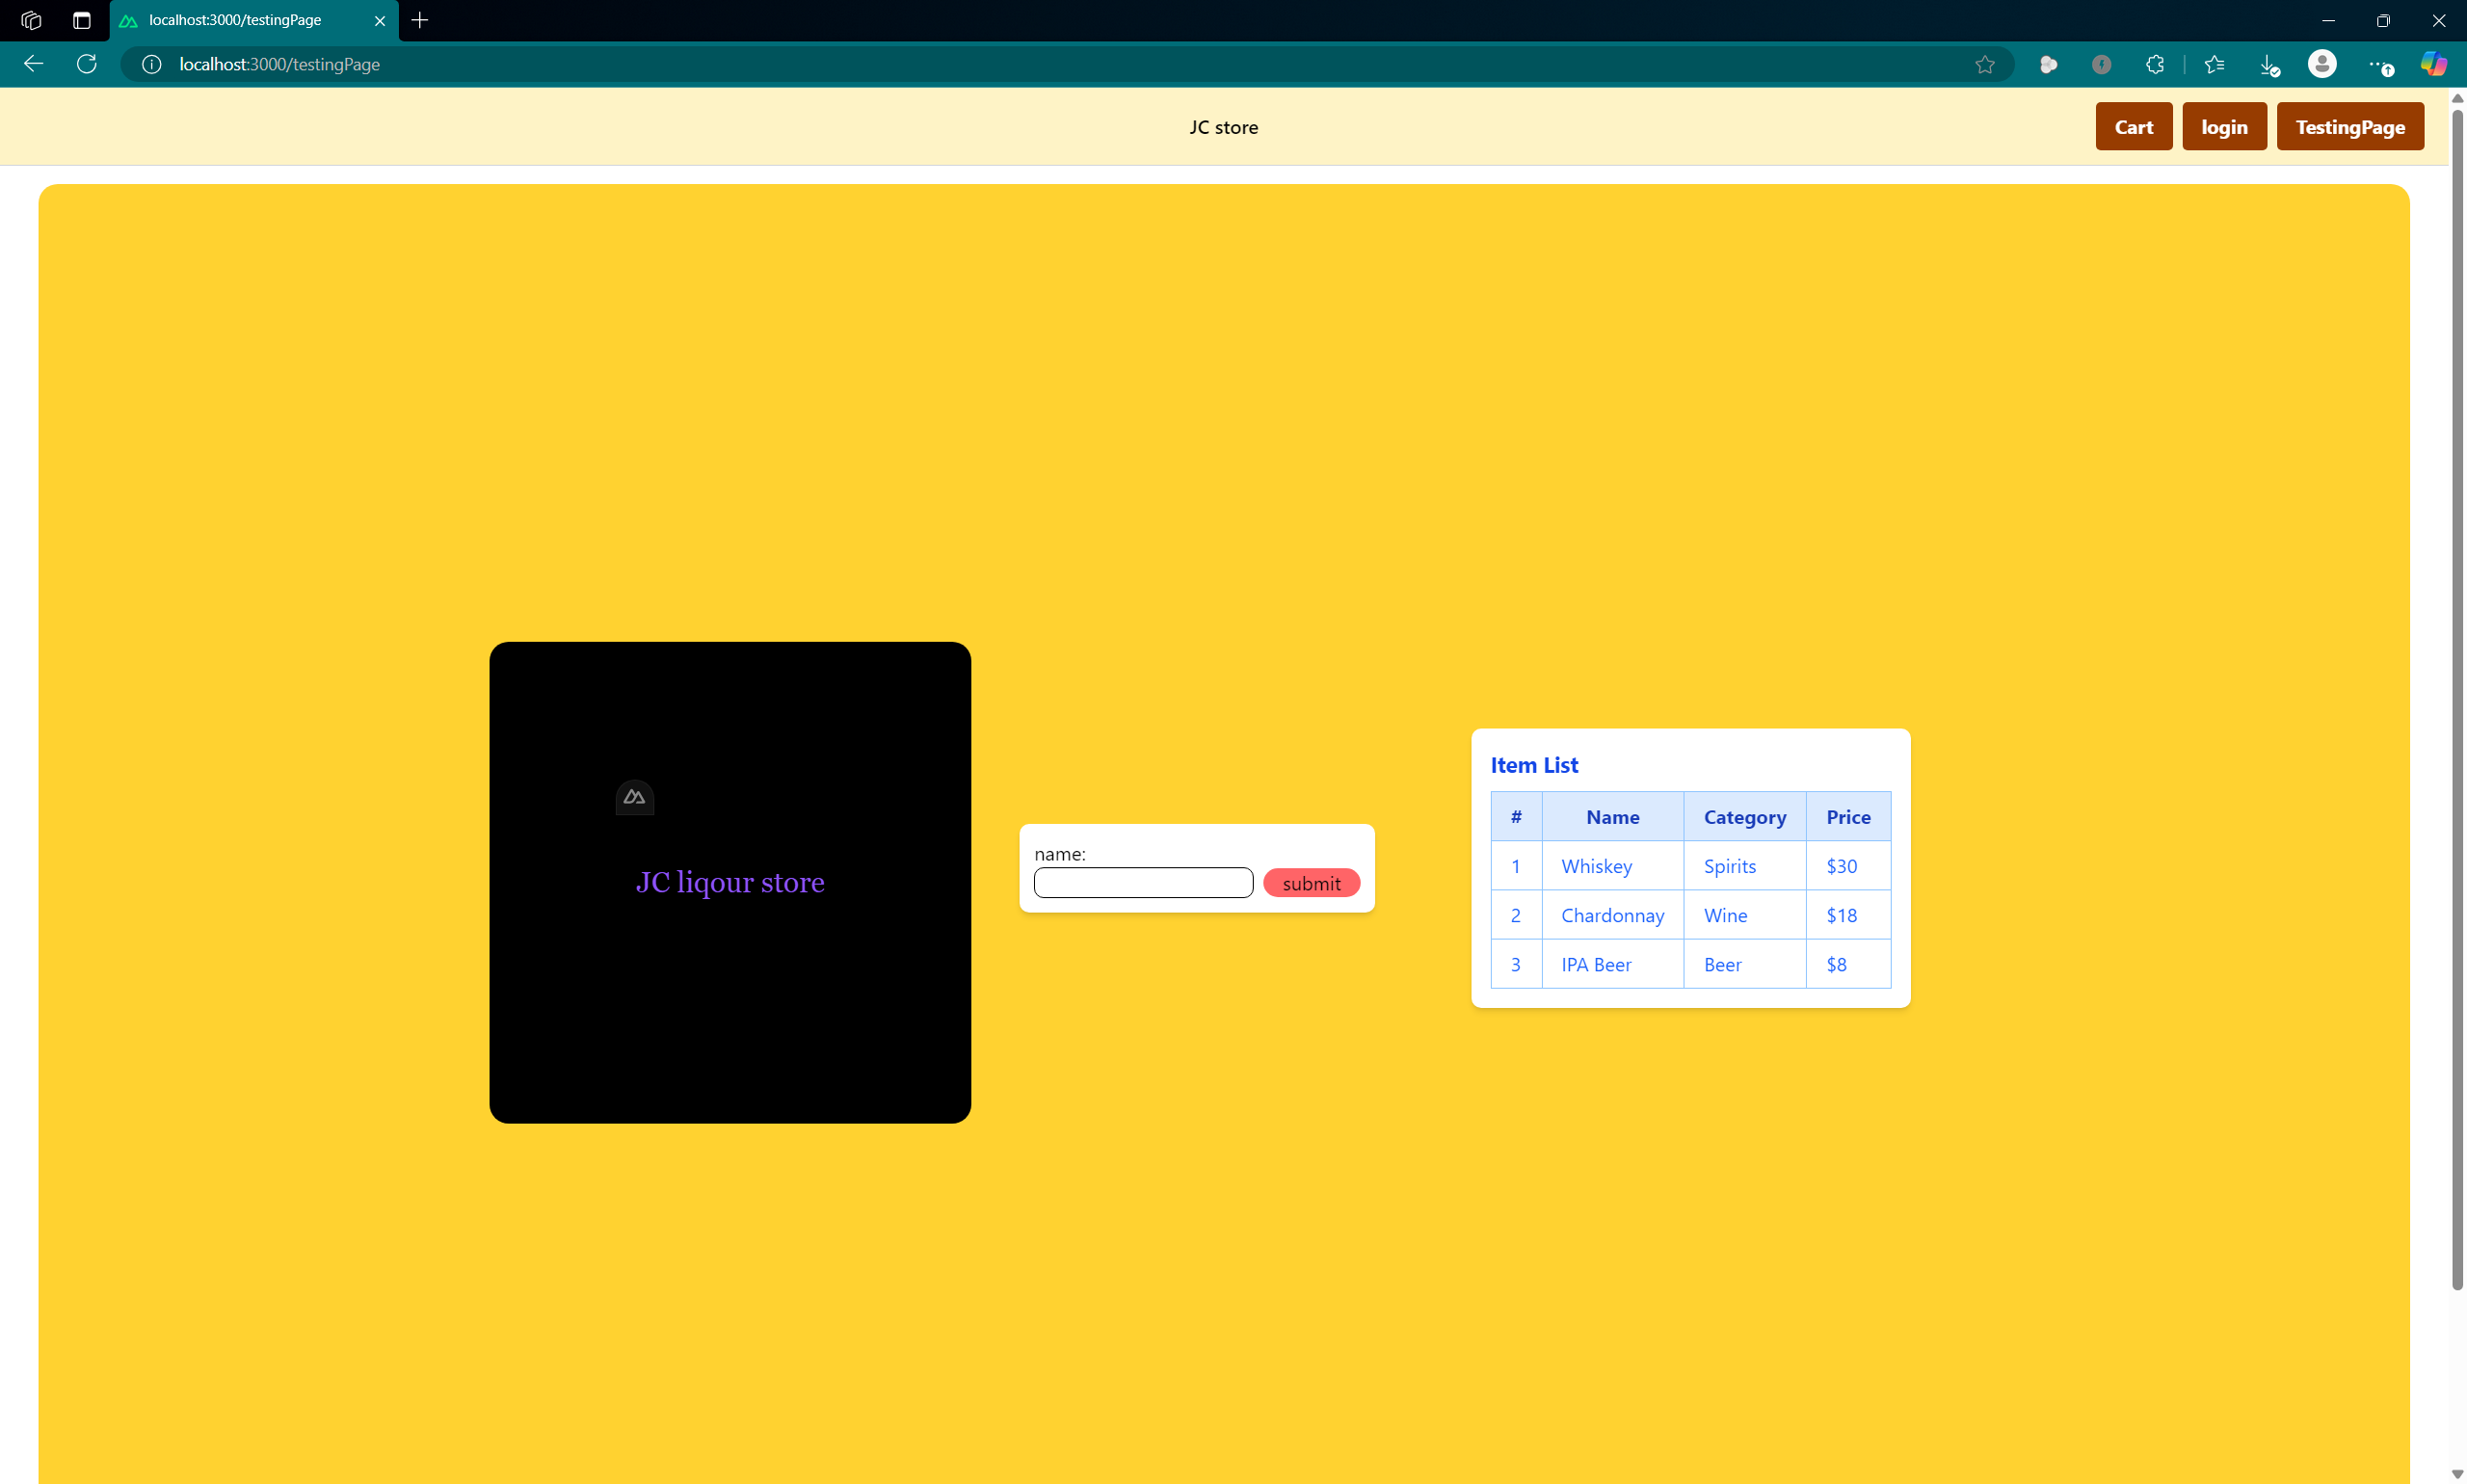 localhost:3000/testingPage
localhost:3000/testingPage
JC store
Cart login TestingPage
JC liqour store
name:
submit
Item List
# Name Category Price
1 Whiskey Spirits $30
2 Chardonnay Wine $18
3 IPA Beer Beer $8